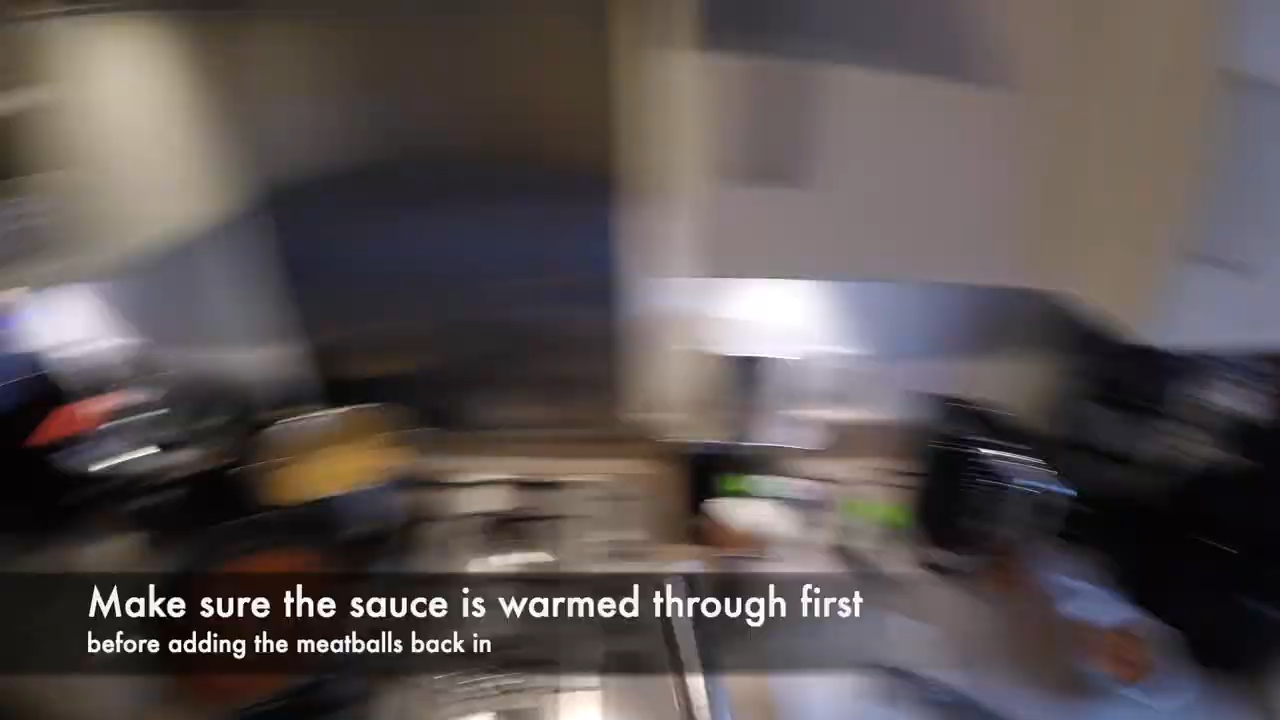 Make sure the sauce is warmed through first
before adding the meatballs back in